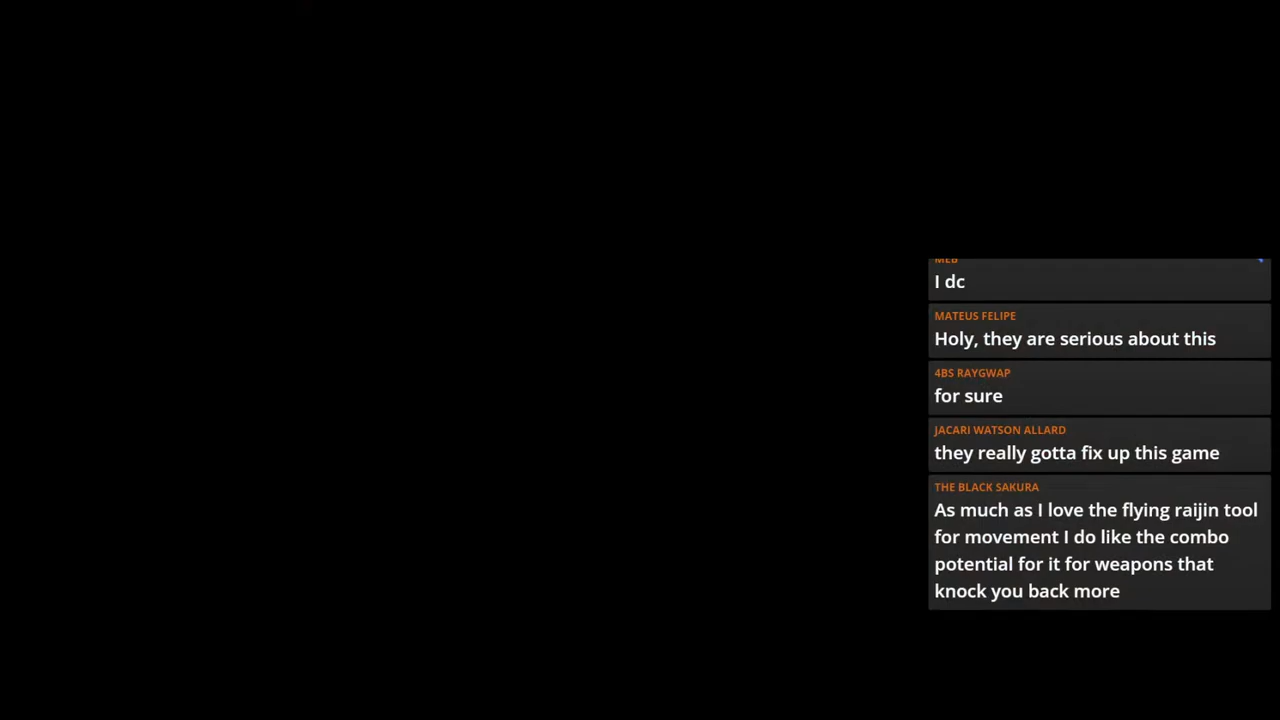 MEB
I dc
MATEUS FELIPE
Holy, they are serious about this
4BS RAYGWAP
for sure
JACARI WATSON ALLARD
they really gotta fix up this game
THE BLACK SAKURA
As much as I love the flying raijin tool
for movement I do like the combo
potential for it for weapons that
knock you back more